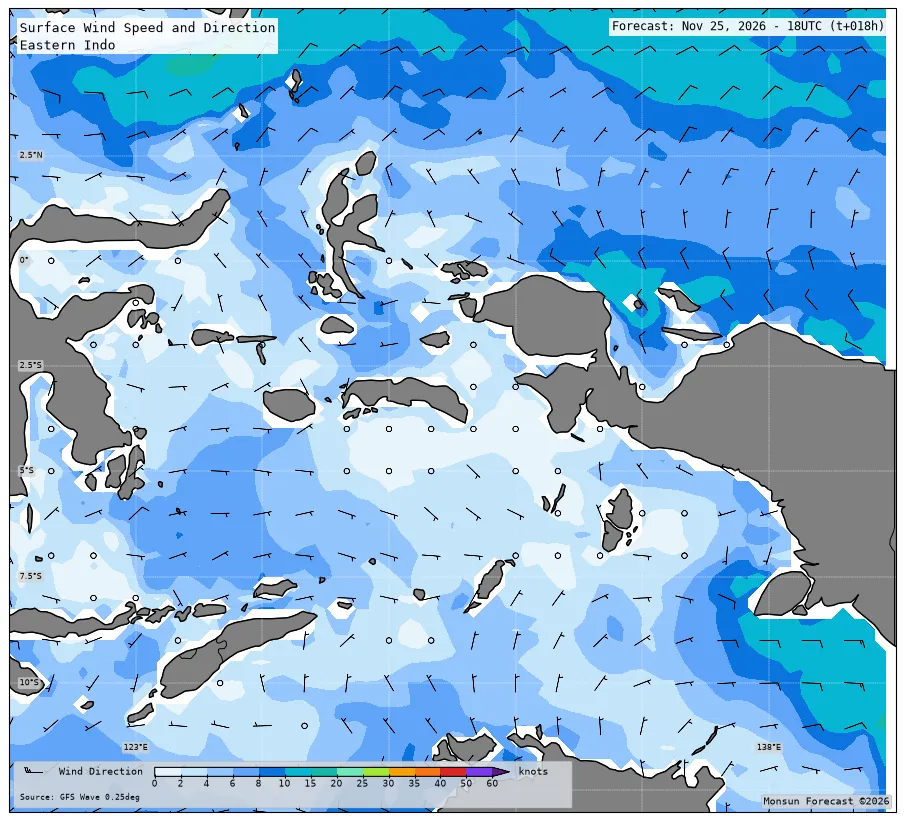 Surface Wind Speed and Direction
Eastern Indo
Forecast: Nov 25, 2026 - 18UTC (t+018h)
2.5°N
0°
2.5°S
5°S
7.5°S
10°S
123°E
138°E
Wind Direction
knots
0 2 4 6 8 10 15 20 25 30 35 40 50 60
Source: GFS Wave 0.25deg
Monsun Forecast ©2026